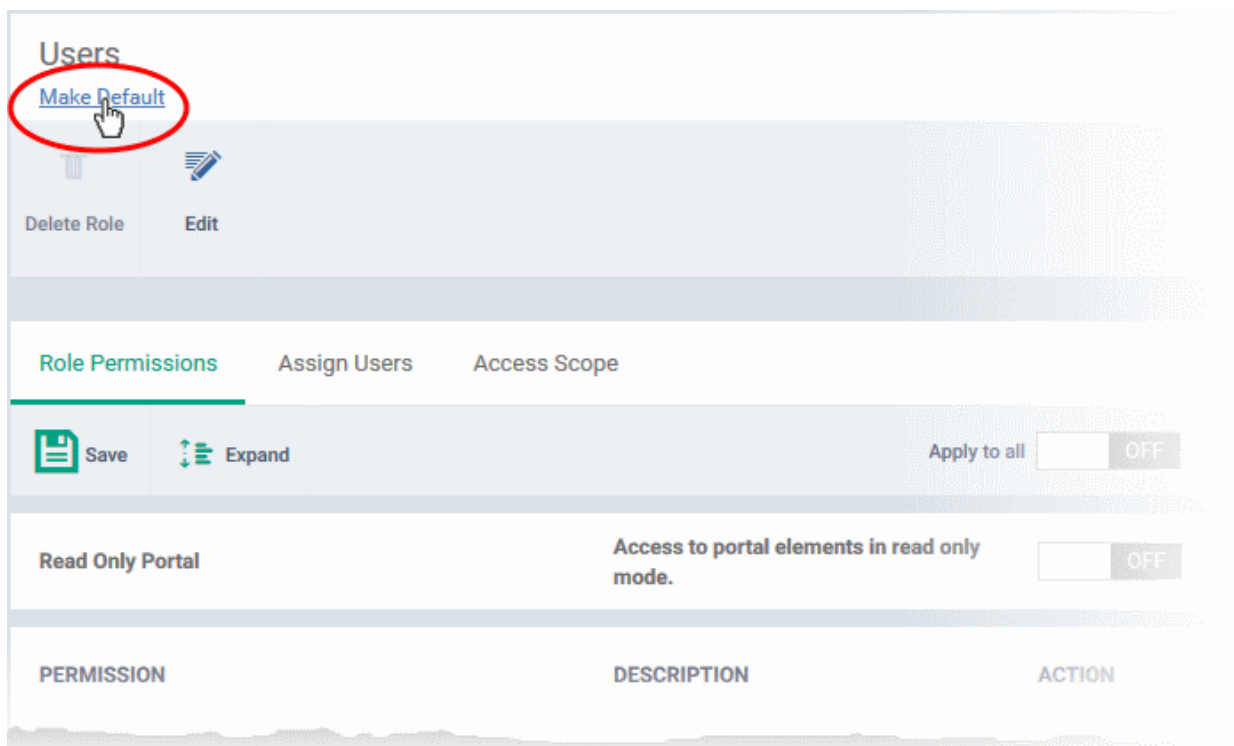 Users
Make Default
Delete Role
Edit
Role Permissions
Assign Users
Access Scope
Save
Expand
Apply to all
OFF
Read Only Portal
Access to portal elements in read only
mode.
OFF
PERMISSION
DESCRIPTION
ACTION